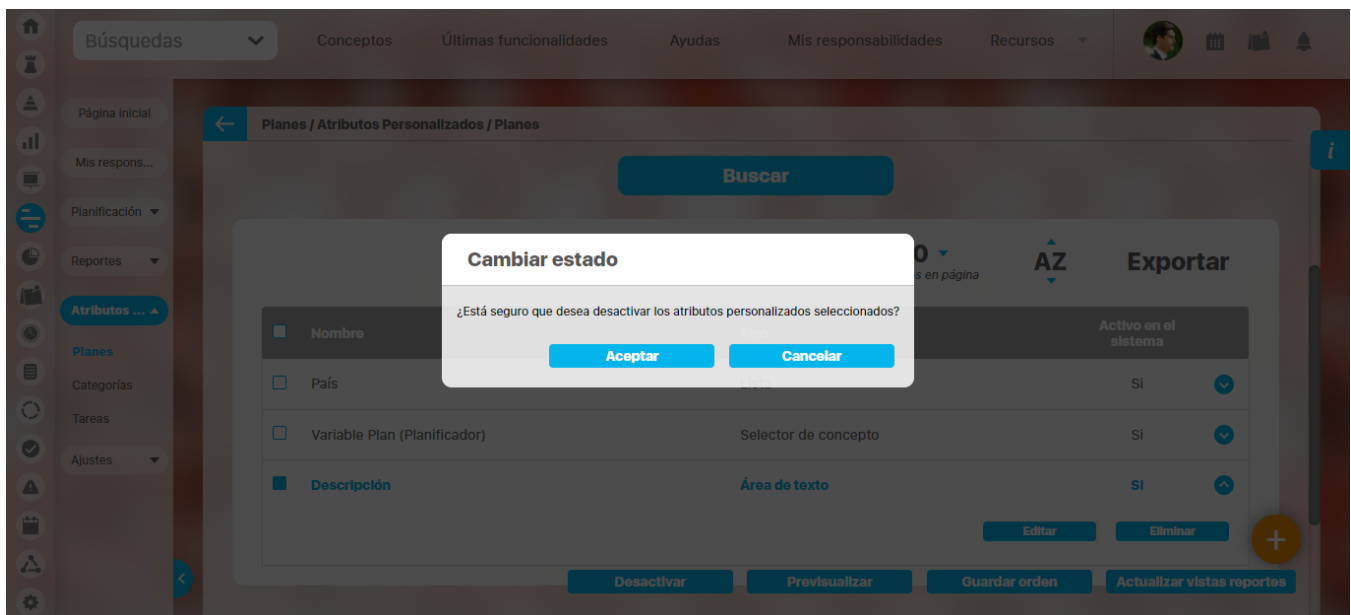 Búsquedas
Conceptos
Últimas funcionalidades
Ayudas
Mis responsabilidades
Recursos
Página inicial
Mis respons...
Planificación
Reportes
Atributos ...
Planes
Categorías
Tareas
Ajustes
Planes / Atributos Personalizados / Planes
i
Buscar
en página
AZ
Exportar
Cambiar estado
¿Está seguro que desea desactivar los atributos personalizados seleccionados?
Aceptar
Cancelar
Nombre
Activo en el
sistema
País
Si
Variable Plan (Planificador)
Selector de concepto
Si
Descripción
Área de texto
Si
Editar
Eliminar
Desactivar
Previsualizar
Guardar orden
Actualizar vistas reportes